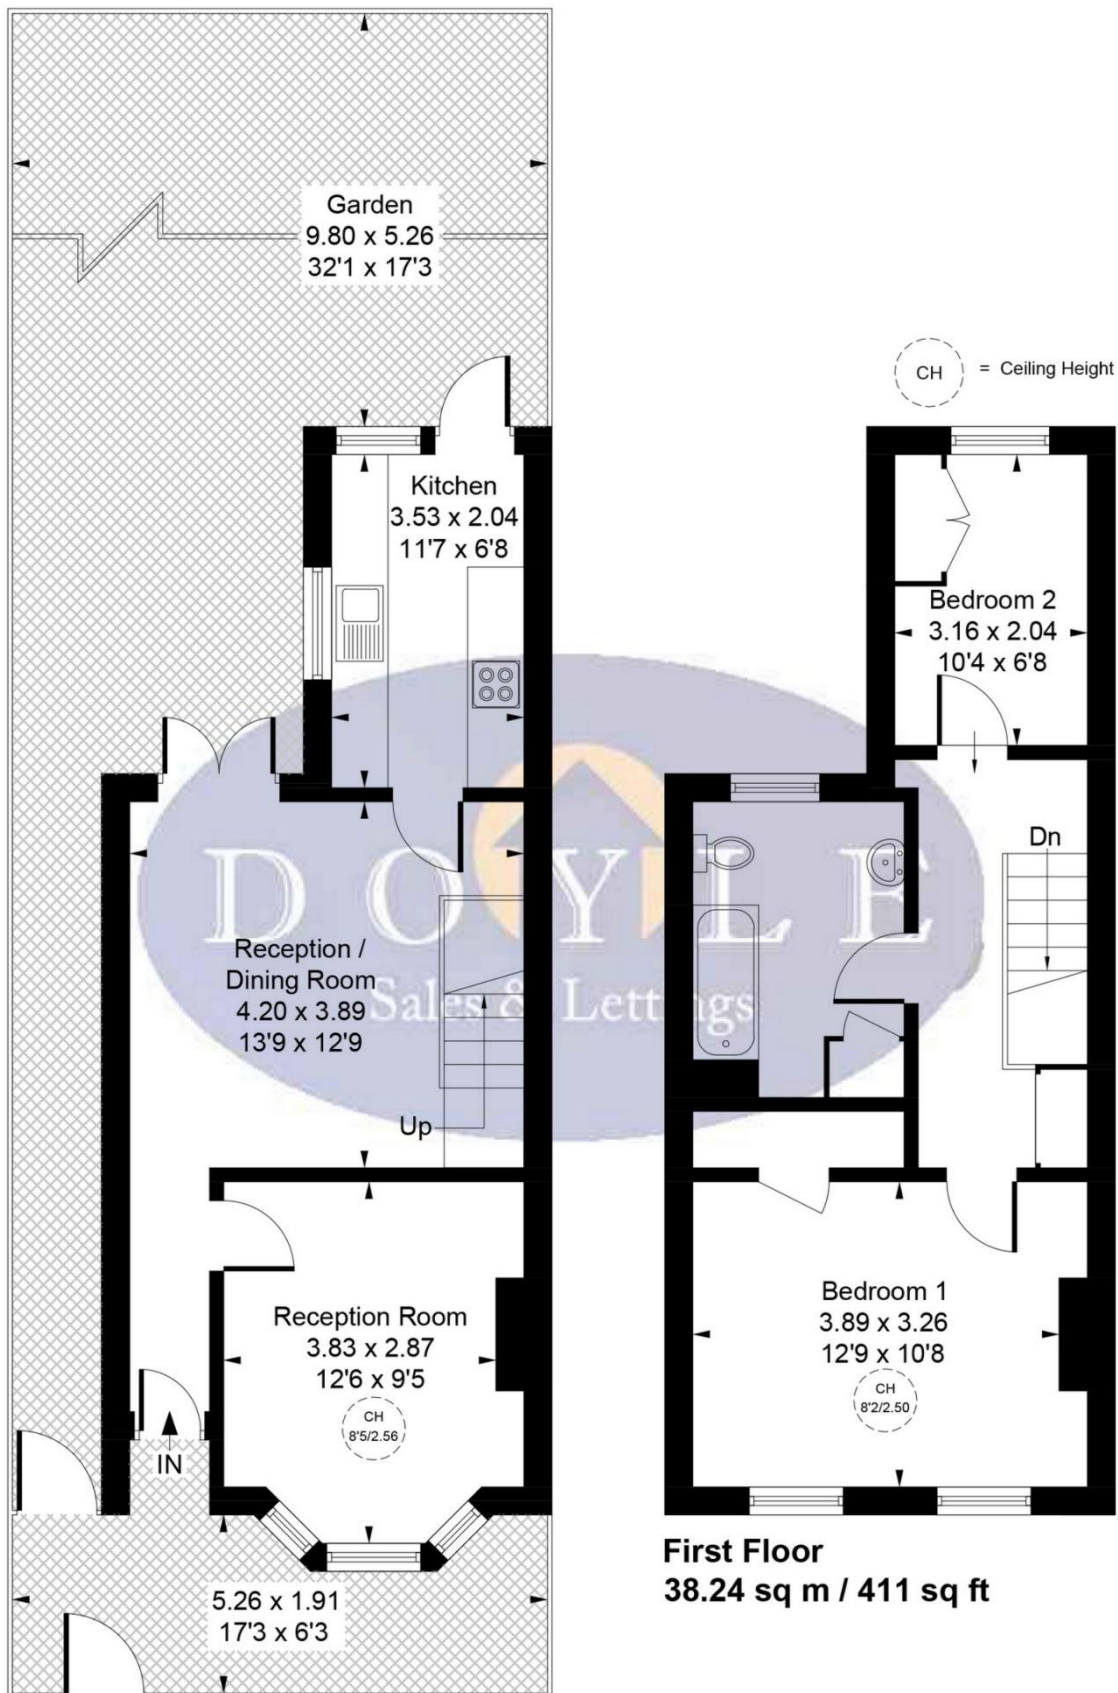 Garden
9.80 x 5.26
32'1 x 17'3
CH
= Ceiling Height
Kitchen
3.53 x 2.04
11'7 x 6'8
Bedroom 2
3.16 x 2.04
10'4 x 6'8
Dn
DOYLE
Sales & Lettings
Reception /
Dining Room
4.20 x 3.89
13'9 x 12'9
Up
Reception Room
3.83 x 2.87
12'6 x 9'5
CH
8'5/2.56
Bedroom 1
3.89 x 3.26
12'9 x 10'8
CH
8'2/2.50
IN
5.26 x 1.91
17'3 x 6'3
First Floor
38.24 sq m / 411 sq ft